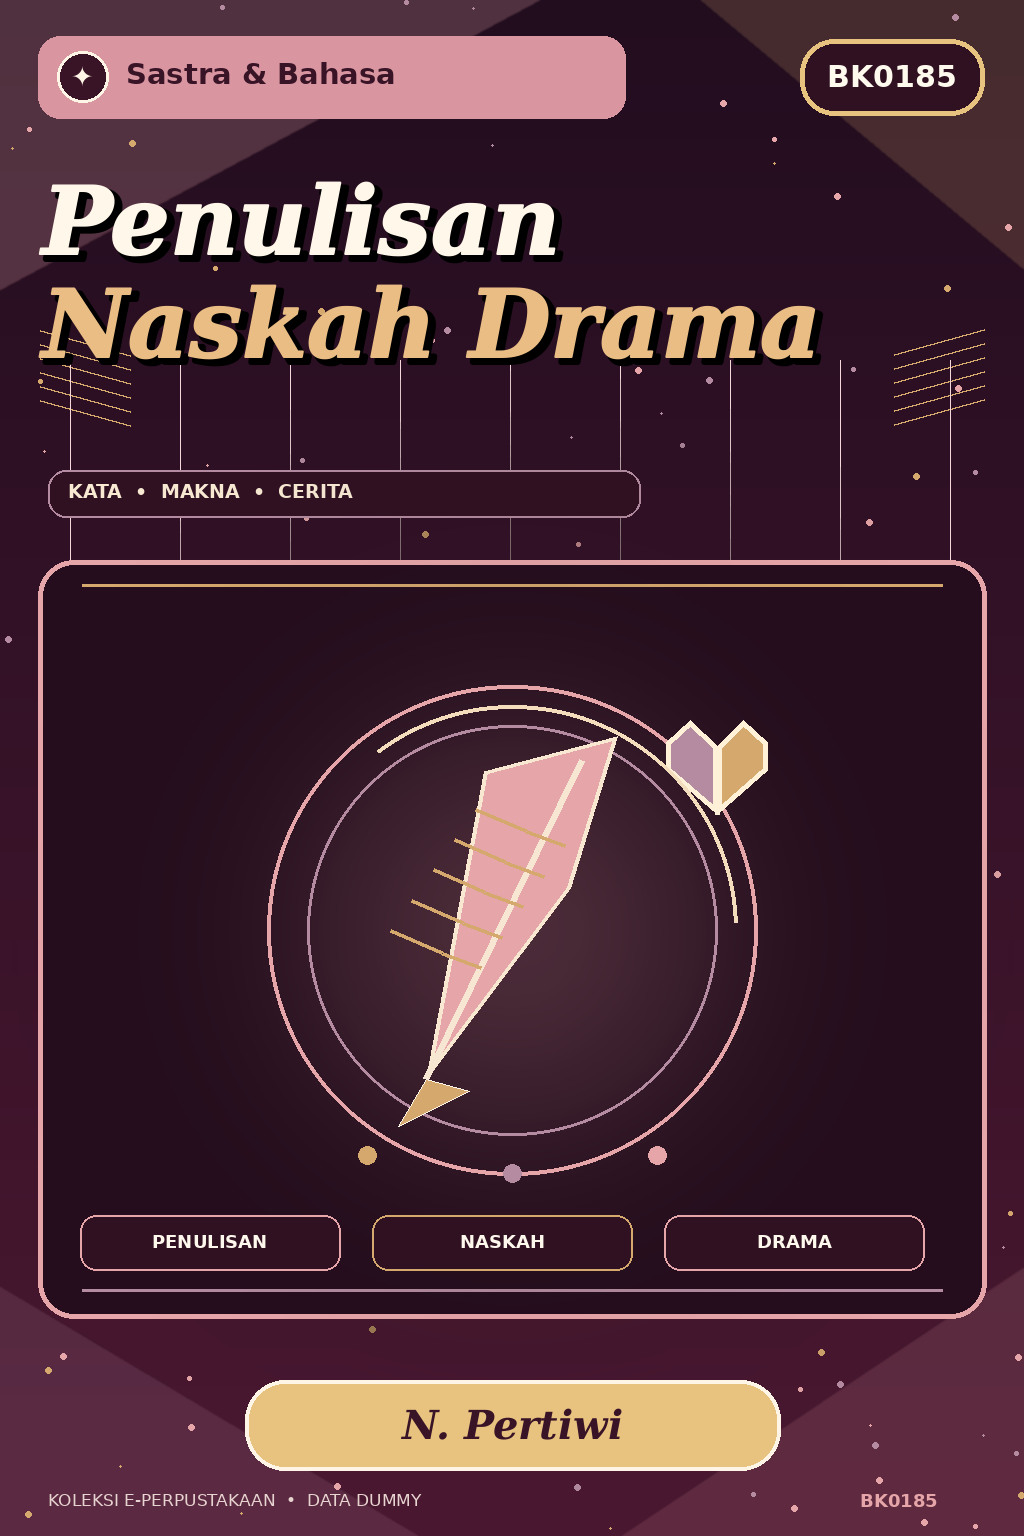 Sastra & Bahasa
BK0185
Penulisan
Naskah Drama
KATA • MAKNA • CERITA
PENULISAN
NASKAH
DRAMA
N. Pertiwi
KOLEKSI E-PERPUSTAKAAN • DATA DUMMY
BK0185